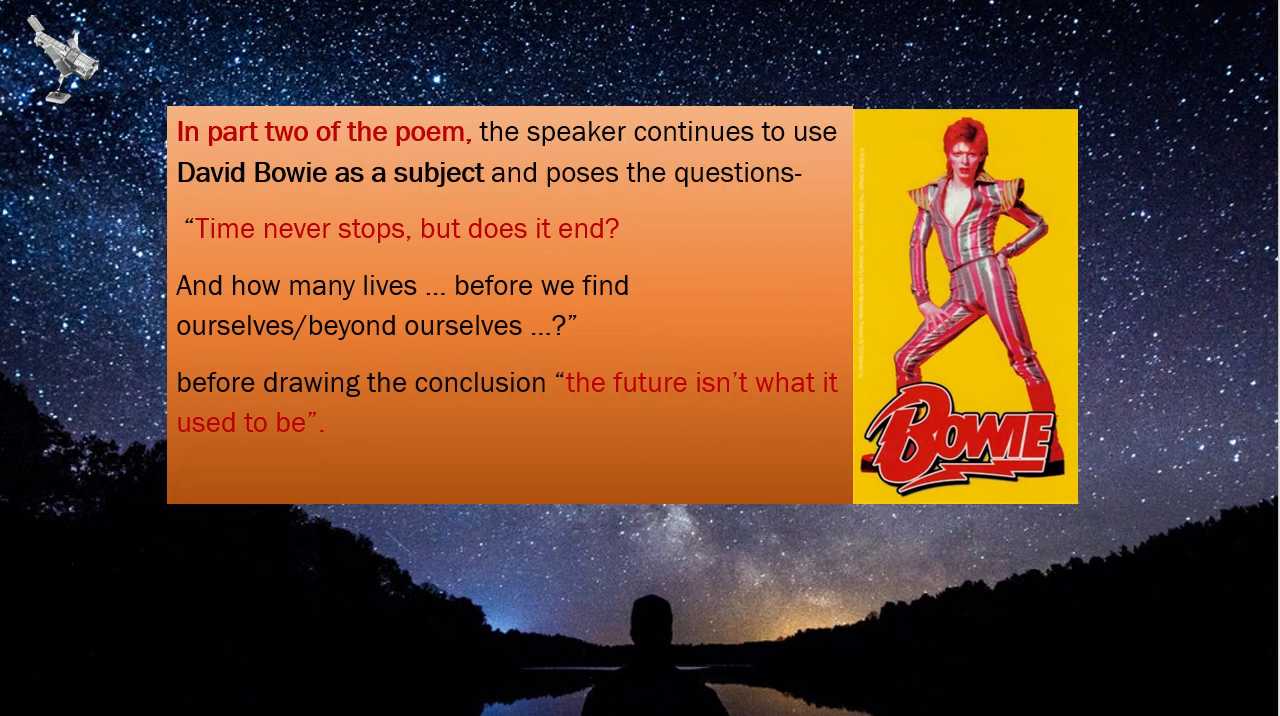 In part two of the poem, the speaker continues to use
David Bowie as a subject and poses the questions-
“Time never stops, but does it end?
And how many lives ... before we find
ourselves/beyond ourselves ...?”
before drawing the conclusion “the future isn’t what it
used to be”.
BOWIE